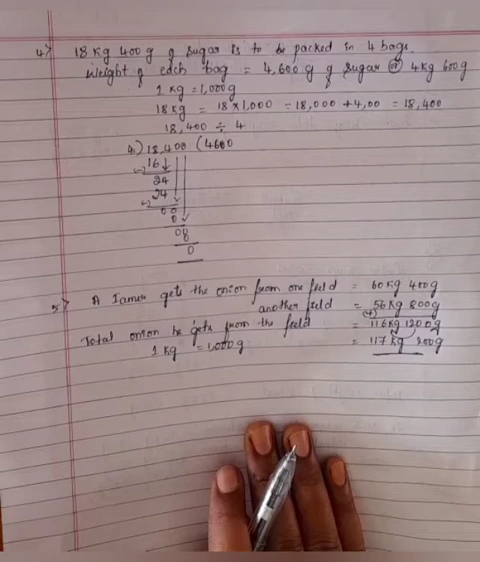 4> 18 Kg 400 g of sugar is to be packed in 4 bags.
Weight of each bag = 4,600 g of sugar or 4 Kg 600 g
1 Kg = 1,000 g
18 Kg = 18 x 1,000 = 18,000 + 4,00 = 18,400
18,400 ÷ 4
4) 18,400 (4600
(-) 16
24
(-) 24
00
0
08
0
5> A farmer gets the onion from one field = 60 Kg 400 g
another field = 56 Kg 800 g
(+)
Total onion he gets from the field = 116 Kg 1200 g
1 Kg = 1,000 g = 117 Kg 200 g